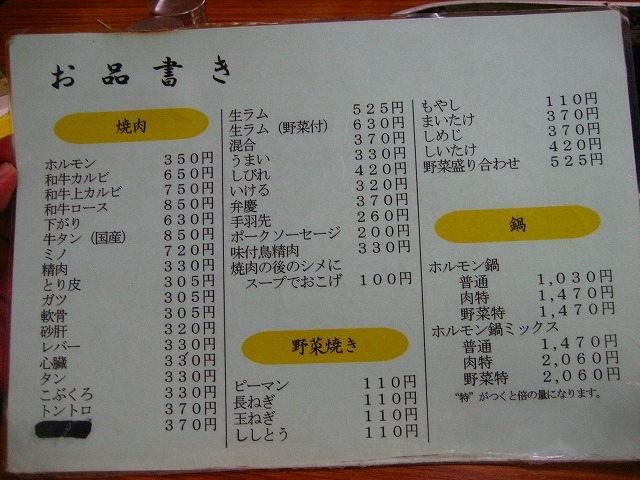 お品書き
焼肉
ホルモン 350円
和牛カルビ 650円
和牛上カルビ 750円
和牛ロース 850円
下がり 630円
牛タン（国産） 850円
ミノ 720円
精肉 330円
とり皮 305円
ガツ 305円
軟骨 305円
砂肝 320円
レバー 330円
心臓 330円
タン 330円
こぶくろ 330円
トントロ 370円
370円
生ラム 525円
生ラム（野菜付） 630円
混合 370円
うまい 330円
しびれ 420円
いける 320円
弁慶 370円
手羽先 260円
ポークソーセージ 200円
味付鳥精肉 330円
焼肉の後のシメに
スープでおこげ 100円
野菜焼き
ピーマン 110円
長ねぎ 110円
玉ねぎ 110円
ししとう 110円
もやし 110円
まいたけ 370円
しめじ 370円
しいたけ 420円
野菜盛り合わせ 525円
鍋
ホルモン鍋
普通 1,030円
肉特 1,470円
野菜特 1,470円
ホルモン鍋ミックス
普通 1,470円
肉特 2,060円
野菜特 2,060円
“特”がつくと倍の量になります。